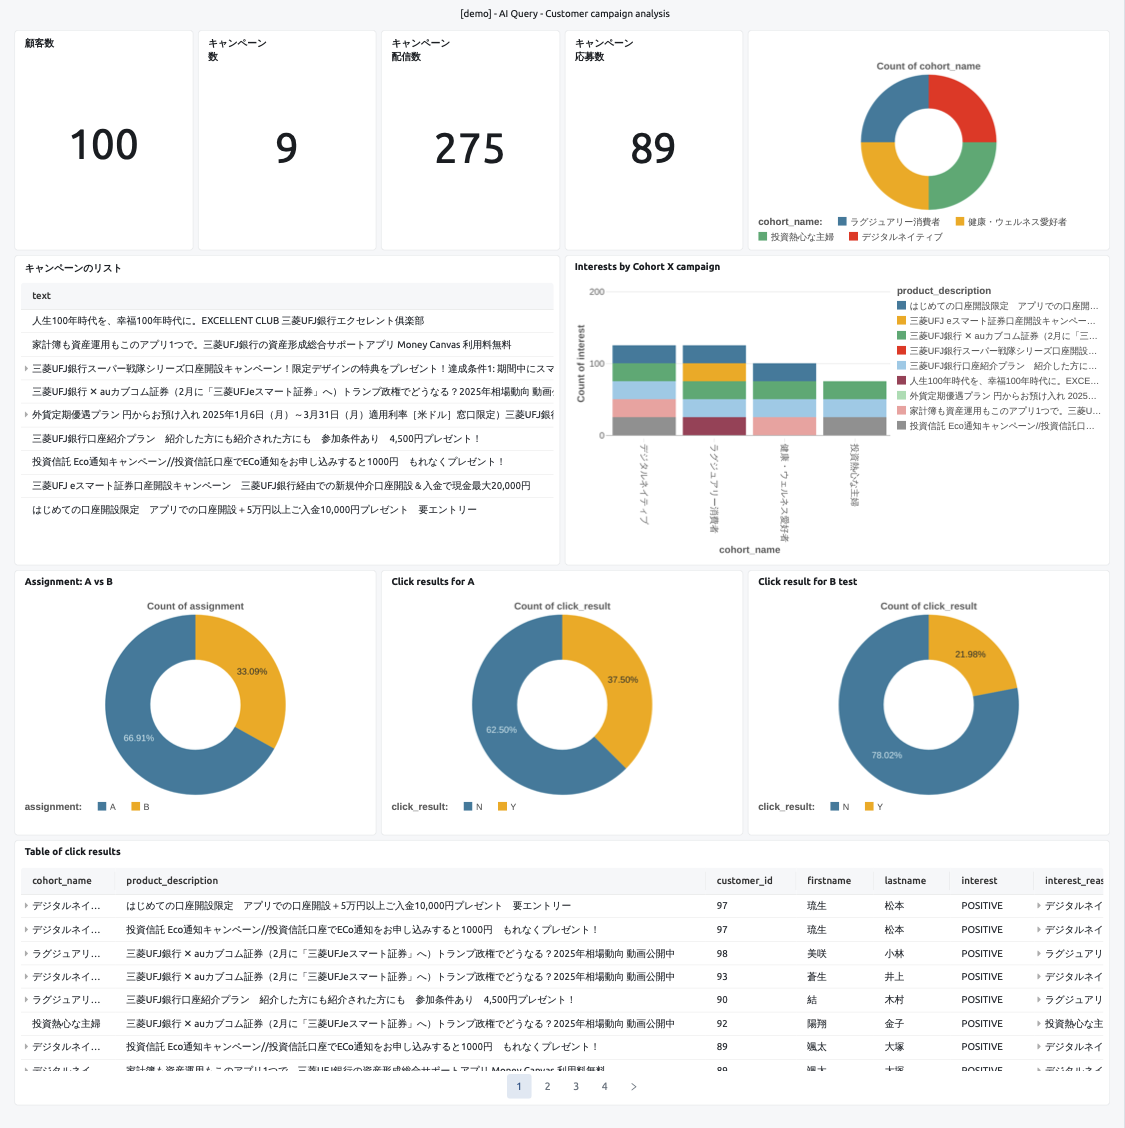 [demo] - AI Query - Customer campaign analysis
顧客数
100
キャンペーン
数
9
キャンペーン
配信数
275
キャンペーン
応募数
89
Count of cohort_name
cohort_name: ラグジュアリー消費者 健康・ウェルネス愛好者
投資熱心な主婦 デジタルネイティブ
キャンペーンのリスト
text
人生100年時代を、幸福100年時代に。EXCELLENT CLUB 三菱UFJ銀行エクセレント倶楽部
家計簿も資産運用もこのアプリ1つで。三菱UFJ銀行の資産形成総合サポートアプリ Money Canvas 利用料無料
三菱UFJ銀行スーパー戦隊シリーズ口座開設キャンペーン！限定デザインの特典をプレゼント！達成条件1: 期間中にスマ
三菱UFJ銀行 ✕ auカブコム証券（2月に「三菱UFJeスマート証券」へ）トランプ政権でどうなる？2025年相場動向 動画
外貨定期優遇プラン 円からお預け入れ 2025年1月6日（月）～3月31日（月）適用利率［米ドル］窓口限定）三菱UFJ銀行
三菱UFJ銀行口座紹介プラン　紹介した方にも紹介された方にも　参加条件あり　4,500円プレゼント！
投資信託 Eco通知キャンペーン//投資信託口座でECo通知をお申し込みすると1000円　もれなくプレゼント！
三菱UFJ eスマート証券口座開設キャンペーン　三菱UFJ銀行経由での新規仲介口座開設＆入金で現金最大20,000円
はじめての口座開設限定　アプリでの口座開設＋5万円以上ご入金10,000円プレゼント　要エントリー
Interests by Cohort X campaign
Count of interest
200
100
0
デジタルネイティブ
ラグジュアリー消費者
健康・ウェルネス愛好者
投資熱心な主婦
cohort_name
product_description
はじめての口座開設限定　アプリでの口座開...
三菱UFJ eスマート証券口座開設キャンペー...
三菱UFJ銀行 ✕ auカブコム証券（2月に「三...
三菱UFJ銀行スーパー戦隊シリーズ口座開設...
三菱UFJ銀行口座紹介プラン　紹介した方に...
人生100年時代を、幸福100年時代に。EXCE...
外貨定期優遇プラン 円からお預け入れ 2025...
家計簿も資産運用もこのアプリ1つで。三菱U...
投資信託 Eco通知キャンペーン//投資信託口...
Assignment: A vs B
Count of assignment
33.09%
66.91%
assignment: A B
Click results for A
Count of click_result
37.50%
62.50%
click_result: N Y
Click result for B test
Count of click_result
21.98%
78.02%
click_result: N Y
Table of click results
cohort_name product_description customer_id firstname lastname interest interest_reas
デジタルネイ... はじめての口座開設限定　アプリでの口座開設＋5万円以上ご入金10,000円プレゼント　要エントリー 97 琉生 松本 POSITIVE デジタルネイ
デジタルネイ... 投資信託 Eco通知キャンペーン//投資信託口座でECo通知をお申し込みすると1000円　もれなくプレゼント！ 97 琉生 松本 POSITIVE デジタルネイ
ラグジュアリ... 三菱UFJ銀行 ✕ auカブコム証券（2月に「三菱UFJeスマート証券」へ）トランプ政権でどうなる？2025年相場動向 動画公開中 98 美咲 小林 POSITIVE ラグジュアリ
デジタルネイ... 三菱UFJ銀行 ✕ auカブコム証券（2月に「三菱UFJeスマート証券」へ）トランプ政権でどうなる？2025年相場動向 動画公開中 93 蒼生 井上 POSITIVE デジタルネイ
ラグジュアリ... 三菱UFJ銀行口座紹介プラン　紹介した方にも紹介された方にも　参加条件あり　4,500円プレゼント！ 90 結 木村 POSITIVE ラグジュアリ
投資熱心な主婦 三菱UFJ銀行 ✕ auカブコム証券（2月に「三菱UFJeスマート証券」へ）トランプ政権でどうなる？2025年相場動向 動画公開中 92 陽翔 金子 POSITIVE 投資熱心な主
デジタルネイ... 投資信託 Eco通知キャンペーン//投資信託口座でECo通知をお申し込みすると1000円　もれなくプレゼント！ 89 颯太 大塚 POSITIVE デジタルネイ
デジタルネイ... 家計簿も資産運用もこのアプリ1つで。三菱UFJ銀行の資産形成総合サポートアプリ Money Canvas 利用料無料 89 颯太 大塚 POSITIVE デジタルネイ
1 2 3 4